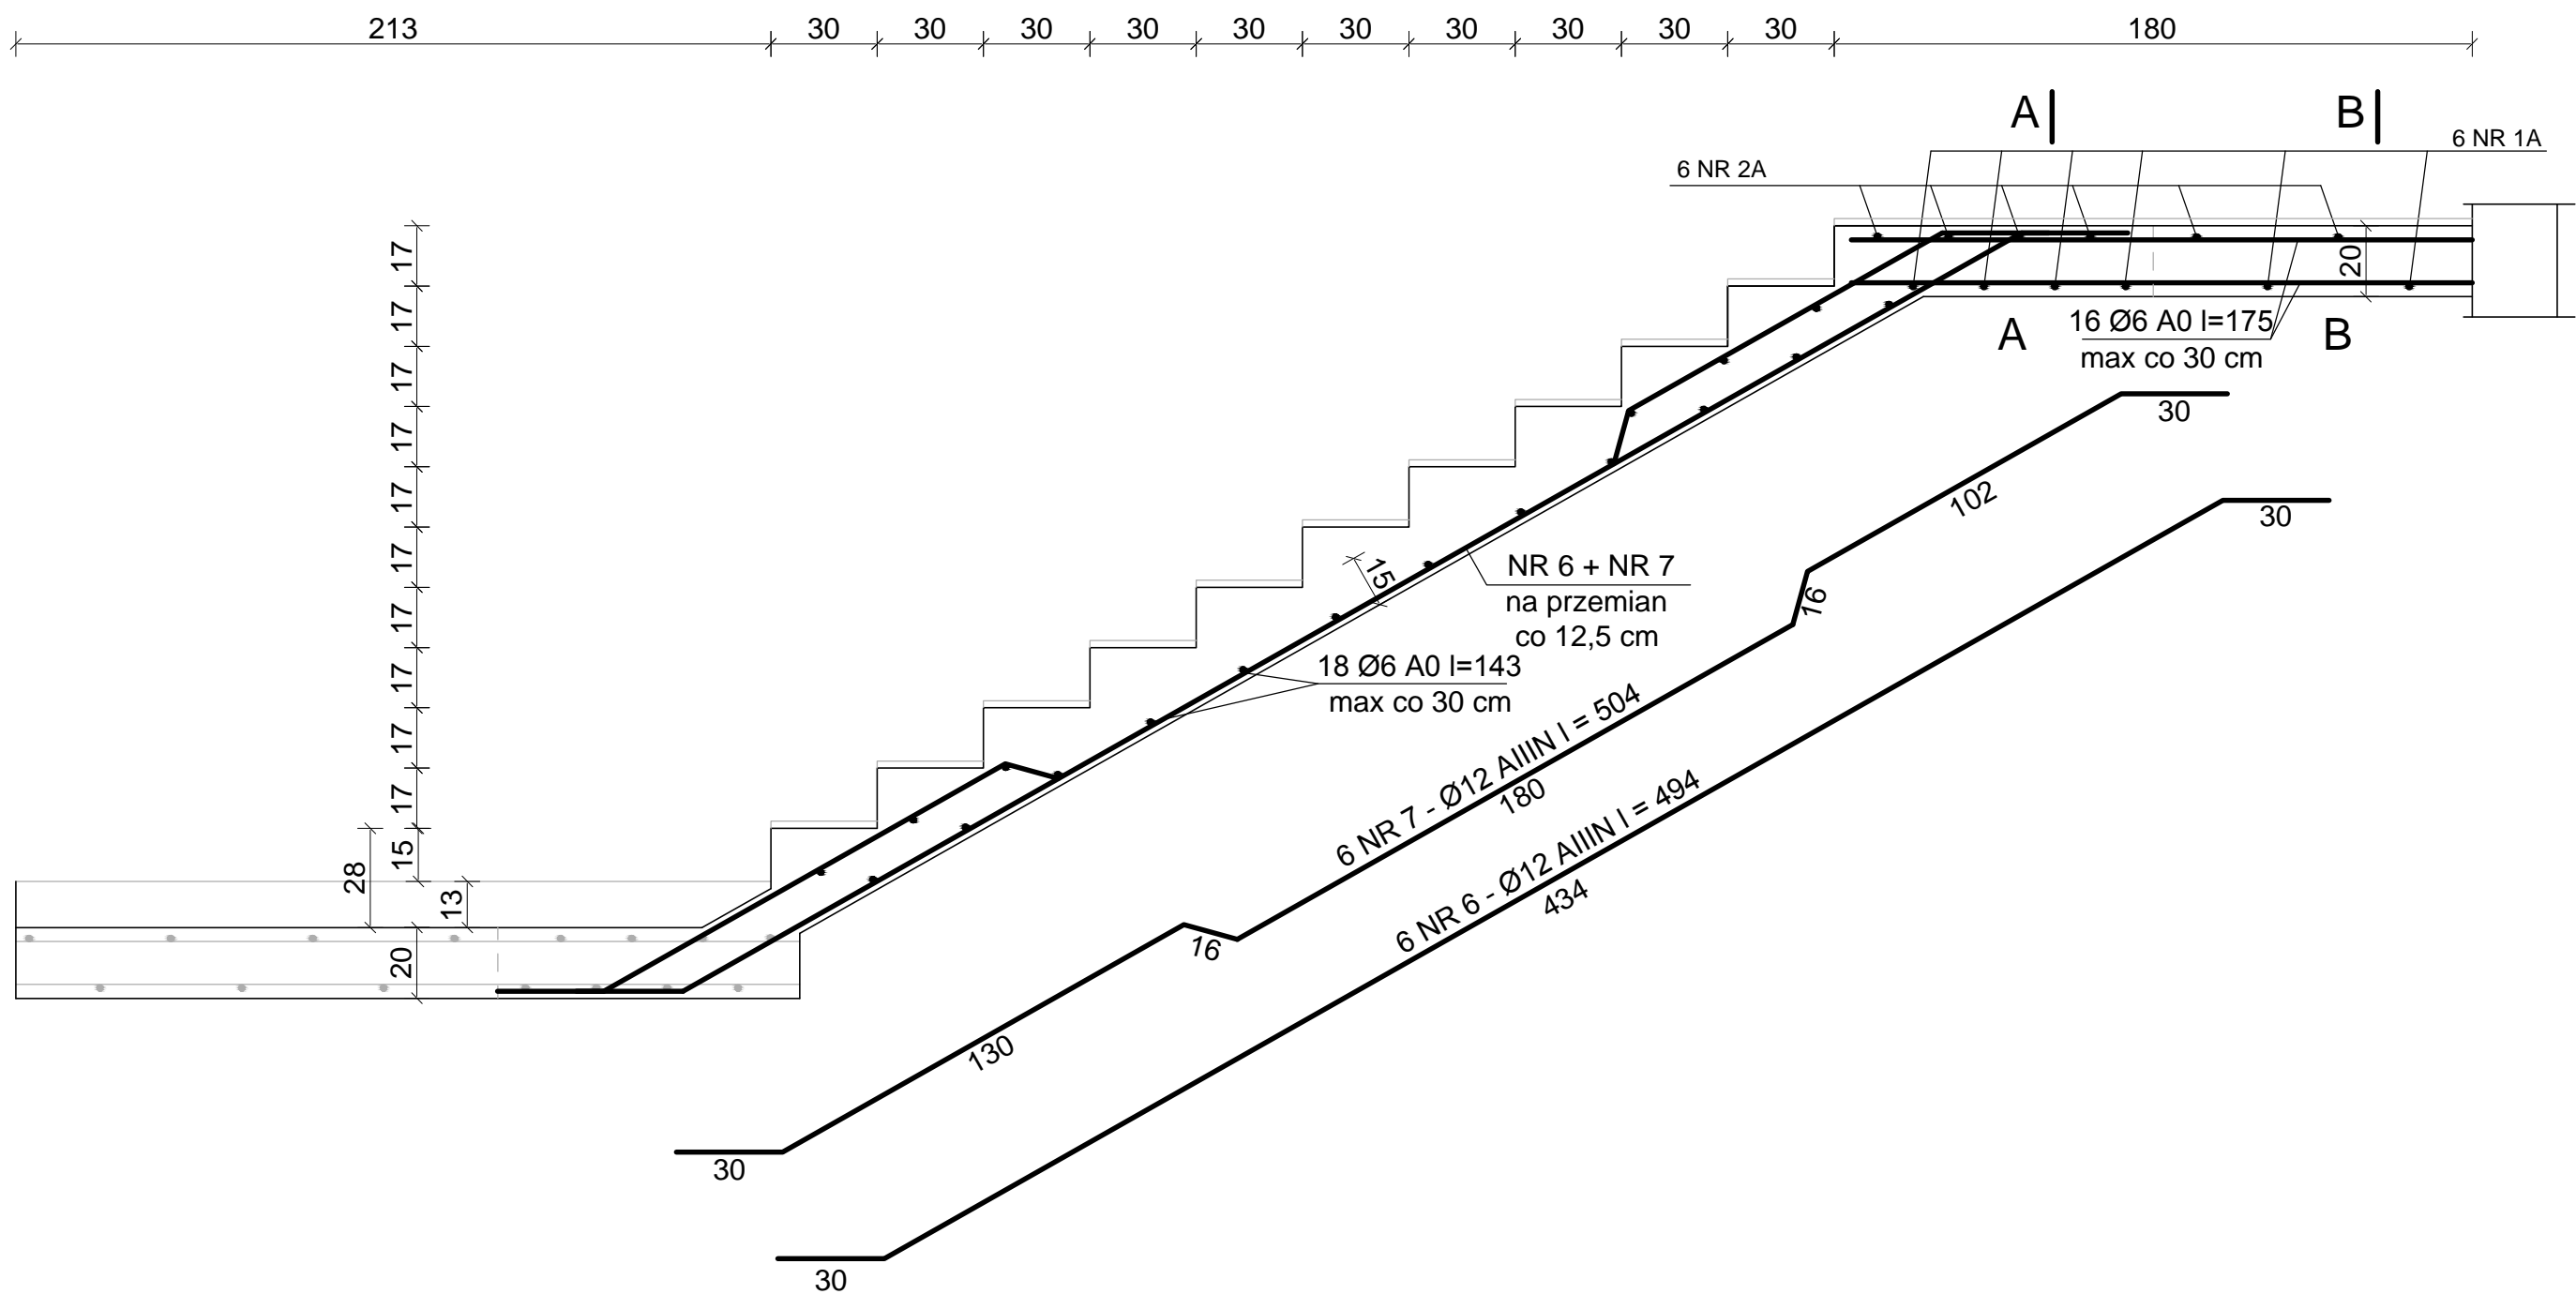 213
30
30
30
30
30
30
30
30
30
30
180
A
B
6 NR 1A
6 NR 2A
17
17
17
17
17
17
17
17
17
17
15
28
13
20
20
A
B
16 Ø6 A0 l=175
max co 30 cm
15
NR 6 + NR 7
na przemian
co 12,5 cm
18 Ø6 A0 l=143
max co 30 cm
30
102
16
6 NR 7 - Ø12 AIIIN l = 504
180
16
130
30
30
6 NR 6 - Ø12 AIIIN l = 494
434
30